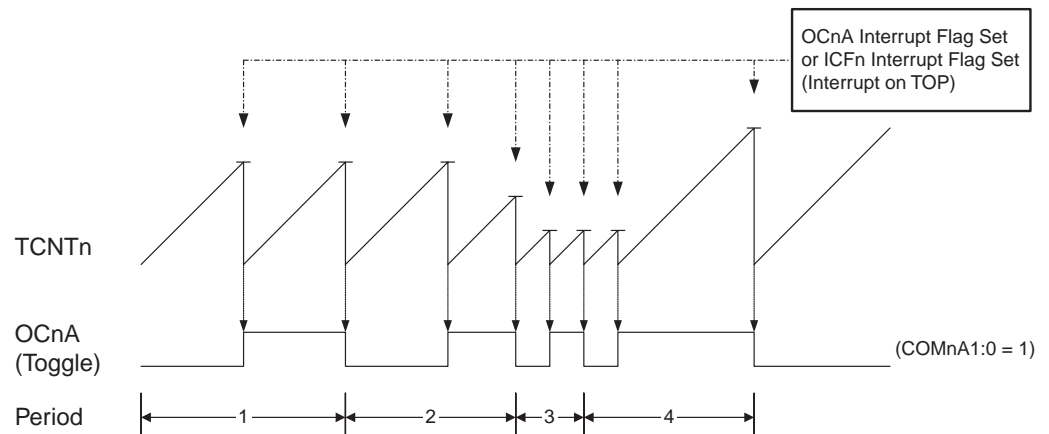 OCnA Interrupt Flag Set
or ICFn Interrupt Flag Set
(Interrupt on TOP)
TCNTn
OCnA
(Toggle)
(COMnA1:0 = 1)
Period
1
2
3
4